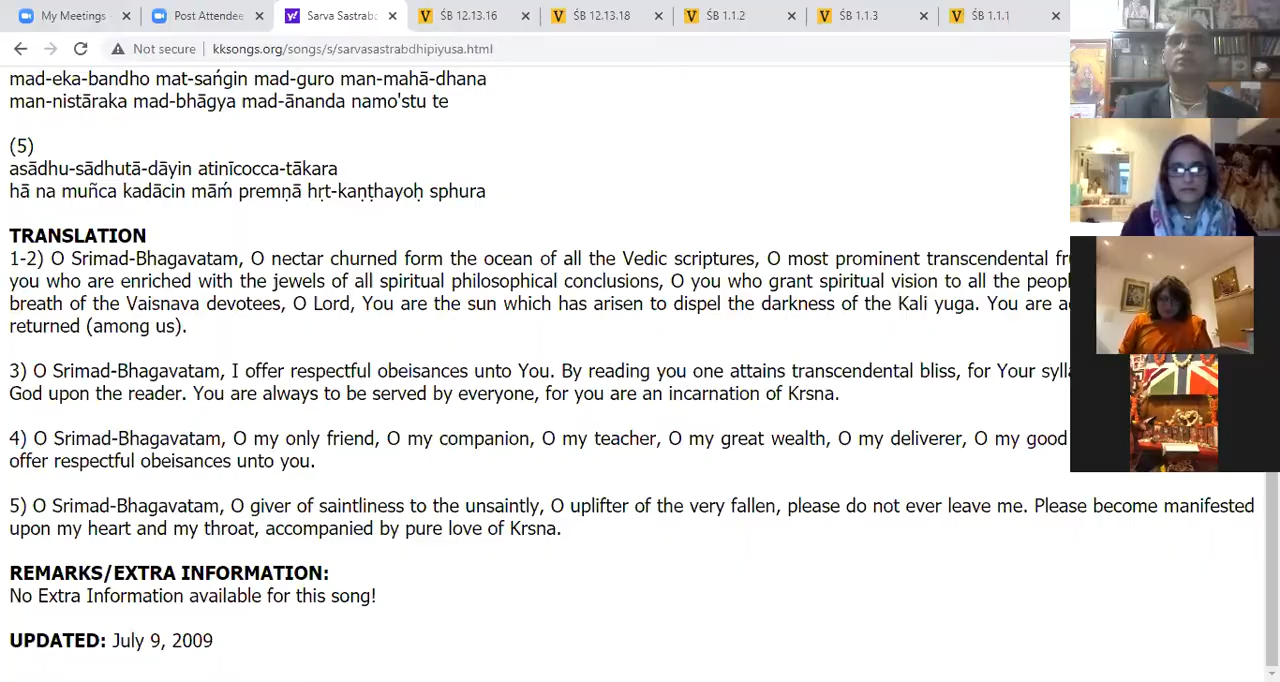 My Meetings
Post Attendee
Sarva Sastrab
ŚB 12.13.16
ŚB 12.13.18
ŚB 1.1.2
ŚB 1.1.3
ŚB 1.1.1
Not secure | kksongs.org/songs/s/sarvasastrabdhipiyusa.html
mad-eka-bandho mat-saṅgin mad-guro man-mahā-dhana
man-nistāraka mad-bhāgya mad-ānanda namo'stu te
(5)
asādhu-sādhutā-dāyin atinīcocca-tākara
hā na muñca kadācin māḿ premṇā hṛt-kaṇṭhayoḥ sphura
TRANSLATION
1-2) O Srimad-Bhagavatam, O nectar churned form the ocean of all the Vedic scriptures, O most prominent transcendental
you who are enriched with the jewels of all spiritual philosophical conclusions, O you who grant spiritual vision to all the
breath of the Vaisnava devotees, O Lord, You are the sun which has arisen to dispel the darkness of the Kali yuga. You are
returned (among us).
3) O Srimad-Bhagavatam, I offer respectful obeisances unto You. By reading you one attains transcendental bliss, for Your
God upon the reader. You are always to be served by everyone, for you are an incarnation of Krsna.
4) O Srimad-Bhagavatam, O my only friend, O my companion, O my teacher, O my great wealth, O my deliverer, O my good
offer respectful obeisances unto you.
5) O Srimad-Bhagavatam, O giver of saintliness to the unsaintly, O uplifter of the very fallen, please do not ever leave me. Please become manifested
upon my heart and my throat, accompanied by pure love of Krsna.
REMARKS/EXTRA INFORMATION:
No Extra Information available for this song!
UPDATED: July 9, 2009